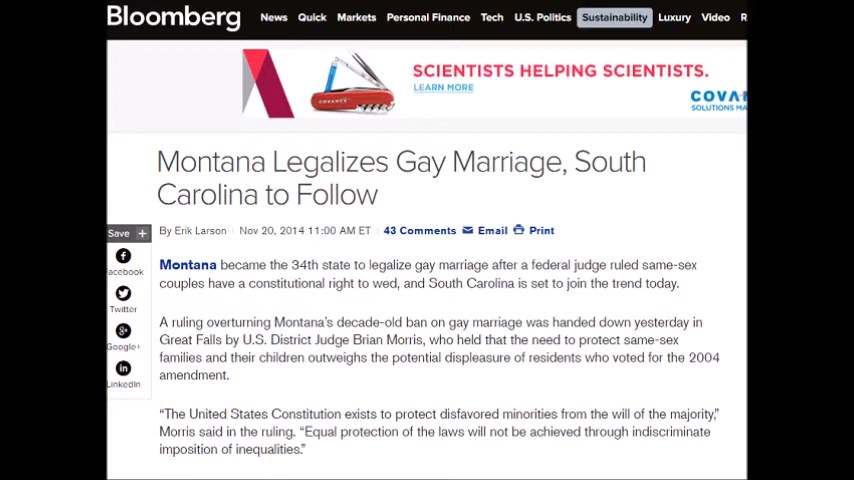 Bloomberg News Quick Markets Personal Finance Tech U.S. Politics Sustainability Luxury Video
SCIENTISTS HELPING SCIENTISTS.
LEARN MORE
COVANCE
Montana Legalizes Gay Marriage, South
Carolina to Follow
By Erik Larson Nov 20, 2014 11:00 AM ET 43 Comments Email Print
Save +
Facebook
Twitter
Google+
LinkedIn
Montana became the 34th state to legalize gay marriage after a federal judge ruled same-sex
couples have a constitutional right to wed, and South Carolina is set to join the trend today.
A ruling overturning Montana's decade-old ban on gay marriage was handed down yesterday in
Great Falls by U.S. District Judge Brian Morris, who held that the need to protect same-sex
families and their children outweighs the potential displeasure of residents who voted for the 2004
amendment.
“The United States Constitution exists to protect disfavored minorities from the will of the majority,”
Morris said in the ruling. “Equal protection of the laws will not be achieved through indiscriminate
imposition of inequalities.”